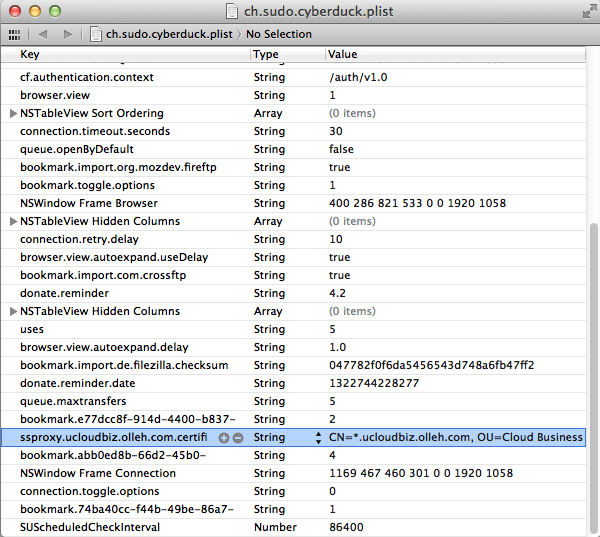 ch.sudo.cyberduck.plist
ch.sudo.cyberduck.plist No Selection
Key Type Value
cf.authentication.context String /auth/v1.0
browser.view String 1
NSTableView Sort Ordering Array (0 items)
connection.timeout.seconds String 30
queue.openByDefault String false
bookmark.import.org.mozdev.fireftp String true
bookmark.toggle.options String 1
NSWindow Frame Browser String 400 286 821 533 0 0 1920 1058
NSTableView Hidden Columns Array (0 items)
connection.retry.delay String 10
browser.view.autoexpand.useDelay String true
bookmark.import.com.crossftp String true
donate.reminder String 4.2
NSTableView Hidden Columns Array (0 items)
uses String 5
browser.view.autoexpand.delay String 1.0
bookmark.import.de.filezilla.checksum String 047782f0f6da5456543d748a6fb47ff2
donate.reminder.date String 1322744228277
queue.maxtransfers String 5
bookmark.e77dcc8f-914d-4400-b837- String 2
ssproxy.ucloudbiz.olleh.com.certifi String CN=*.ucloudbiz.olleh.com, OU=Cloud Business
bookmark.abb0ed8b-66d2-45b0- String 4
NSWindow Frame Connection String 1169 467 460 301 0 0 1920 1058
connection.toggle.options String 0
bookmark.74ba40cc-f44b-49be-86a7- String 1
SUScheduledCheckInterval Number 86400